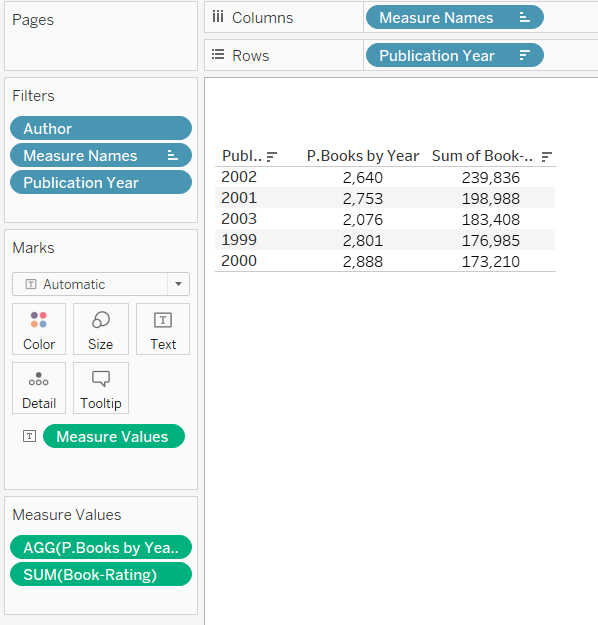 Pages
Columns
Measure Names
Rows
Publication Year
Filters
Author
Measure Names
Publication Year
Marks
Automatic
Color
Size
Text
Detail
Tooltip
Measure Values
Measure Values
AGG(P.Books by Yea..
SUM(Book-Rating)
Publ.. P.Books by Year Sum of Book-..
2002 2,640 239,836
2001 2,753 198,988
2003 2,076 183,408
1999 2,801 176,985
2000 2,888 173,210